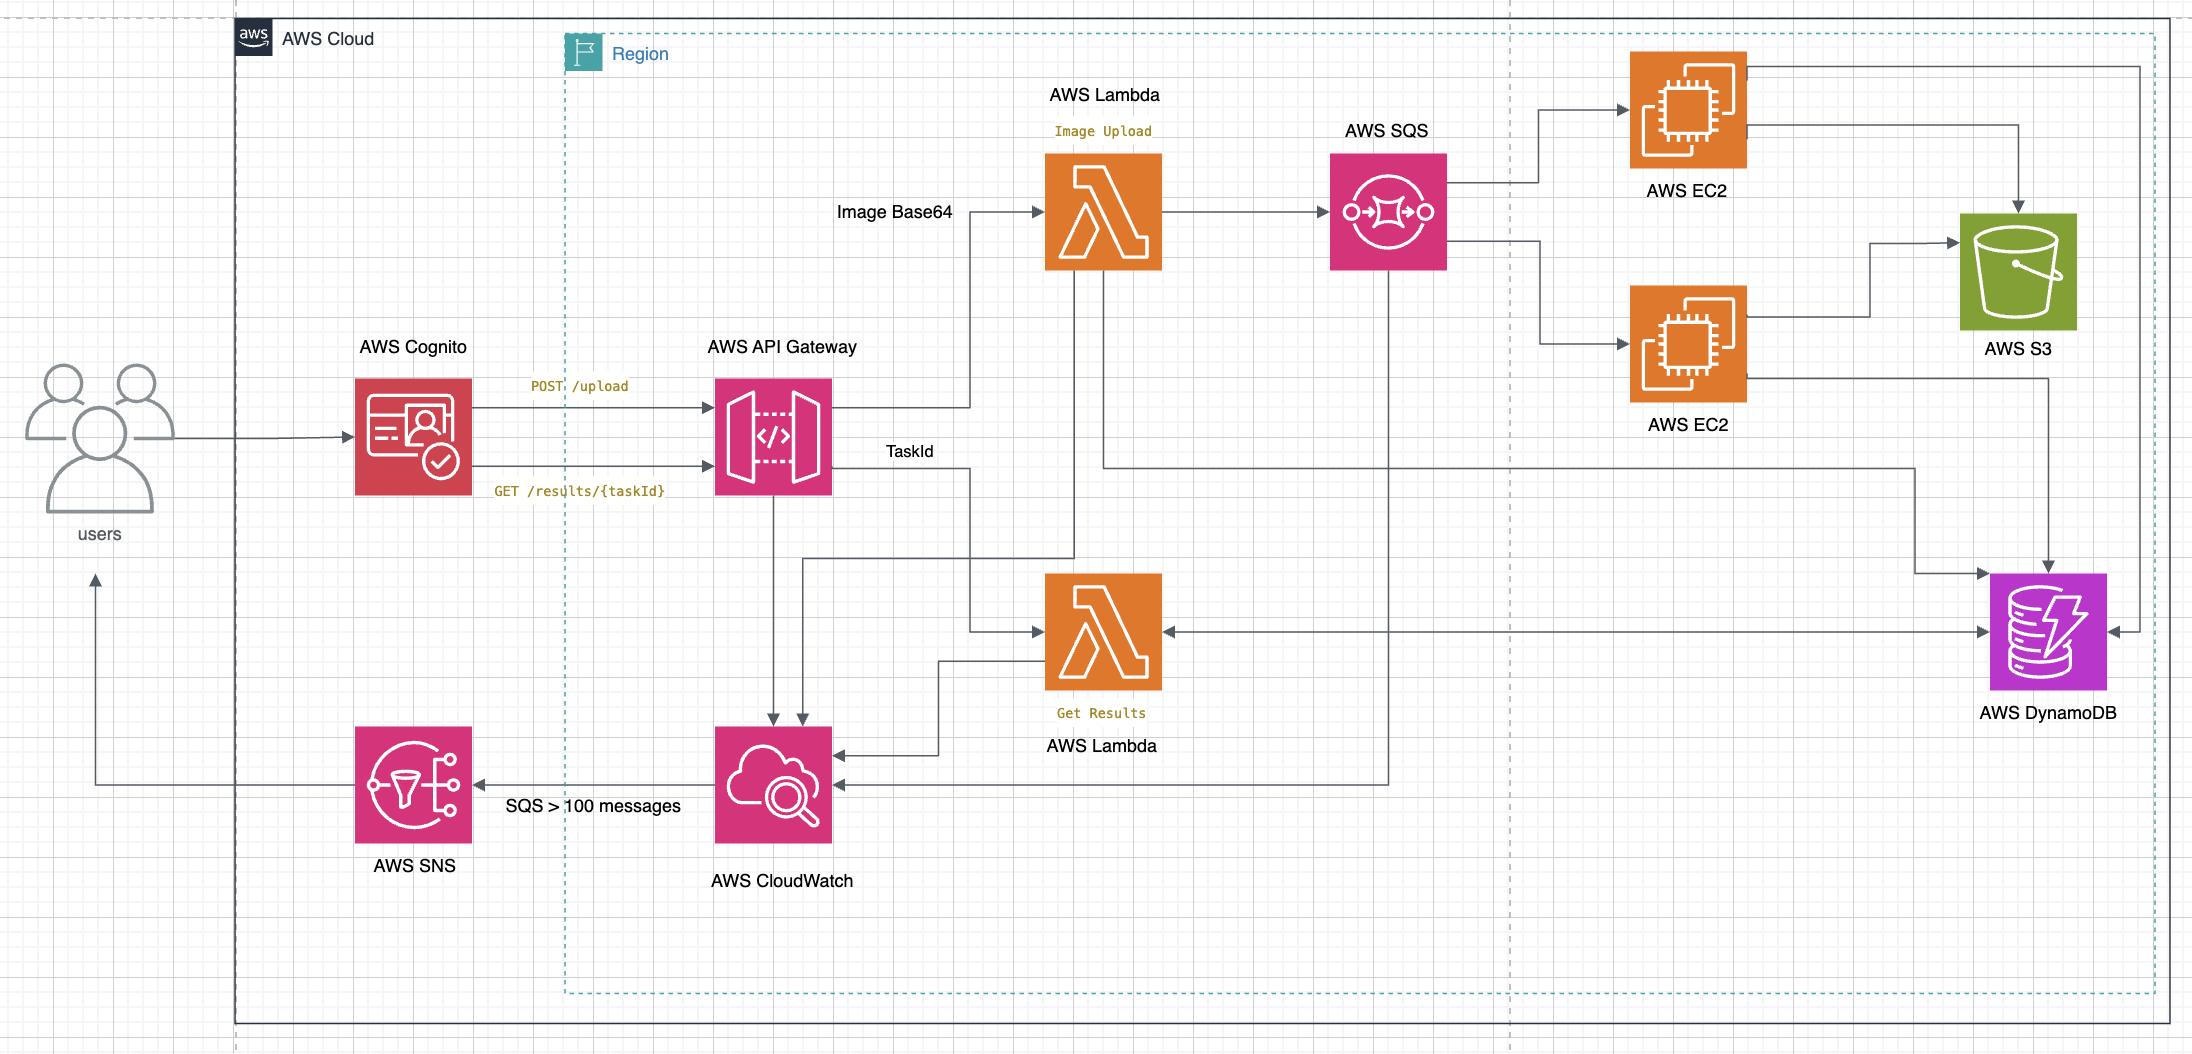 aws
AWS Cloud
Region
AWS Lambda
Image Upload
AWS SQS
AWS EC2
Image Base64
AWS Cognito
AWS API Gateway
AWS S3
POST /upload
AWS EC2
TaskId
GET /results/{taskId}
users
Get Results
AWS DynamoDB
AWS Lambda
SQS > 100 messages
AWS SNS
AWS CloudWatch